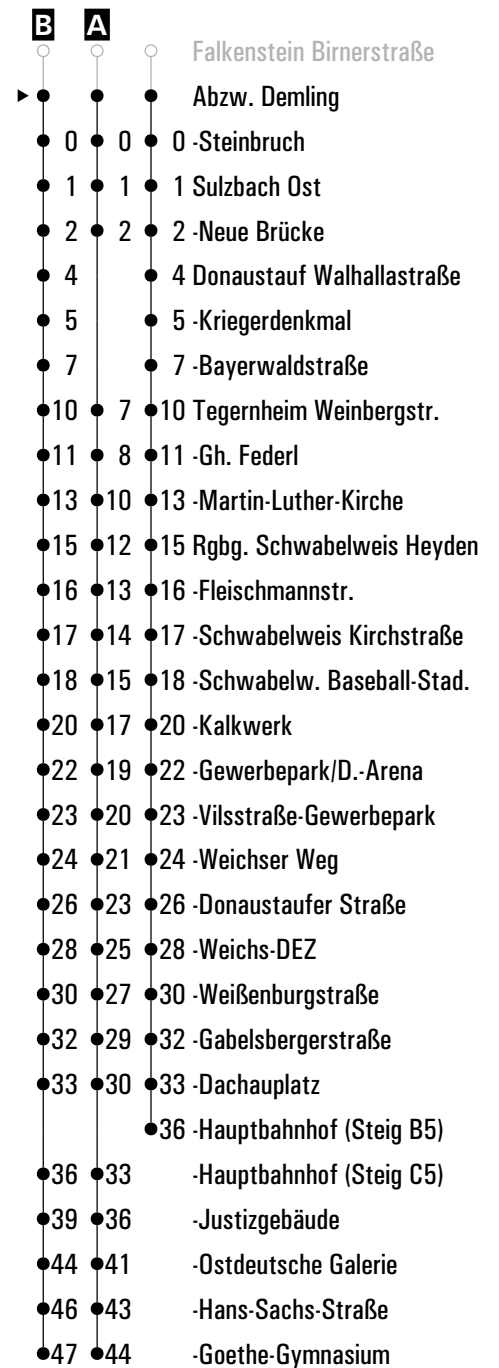 B A
Falkenstein Birnerstraße
Abzw. Demling
0 0 0 -Steinbruch
1 1 1 Sulzbach Ost
2 2 2 -Neue Brücke
4 4 Donaustauf Walhallastraße
5 5 -Kriegerdenkmal
7 7 -Bayerwaldstraße
10 7 10 Tegernheim Weinbergstr.
11 8 11 -Gh. Federl
13 10 13 -Martin-Luther-Kirche
15 12 15 Rgbg. Schwabelweis Heyden
16 13 16 -Fleischmannstr.
17 14 17 -Schwabelweis Kirchstraße
18 15 18 -Schwabelw. Baseball-Stad.
20 17 20 -Kalkwerk
22 19 22 -Gewerbepark/D.-Arena
23 20 23 -Vilsstraße-Gewerbepark
24 21 24 -Weichser Weg
26 23 26 -Donaustaufer Straße
28 25 28 -Weichs-DEZ
30 27 30 -Weißenburgstraße
32 29 32 -Gabelsbergerstraße
33 30 33 -Dachauplatz
36 -Hauptbahnhof (Steig B5)
36 33 -Hauptbahnhof (Steig C5)
39 36 -Justizgebäude
44 41 -Ostdeutsche Galerie
46 43 -Hans-Sachs-Straße
47 44 -Goethe-Gymnasium